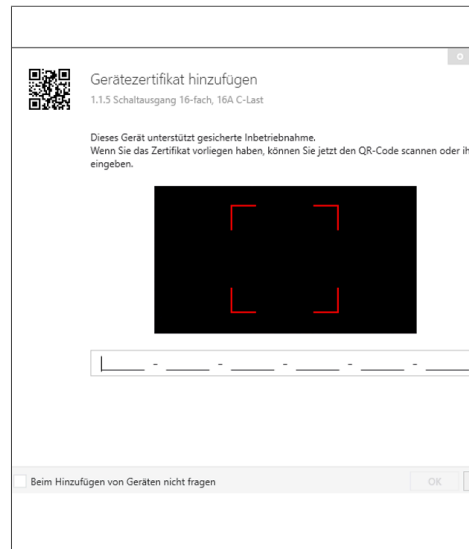 Gerätezertifikat hinzufügen
1.1.5 Schaltausgang 16-fach, 16A C-Last
Dieses Gerät unterstützt gesicherte Inbetriebnahme.
Wenn Sie das Zertifikat vorliegen haben, können Sie jetzt den QR-Code scannen oder ih
eingeben.
Beim Hinzufügen von Geräten nicht fragen
OK